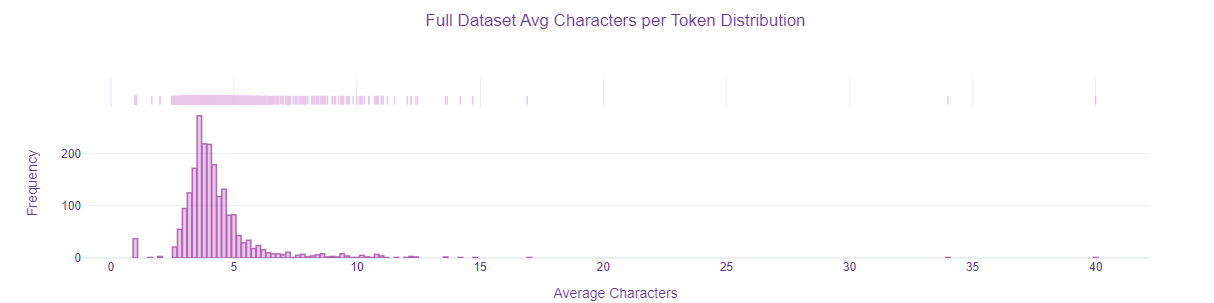 Full Dataset Avg Characters per Token Distribution
200
100
0
Frequency
0 5 10 15 20 25 30 35 40
Average Characters